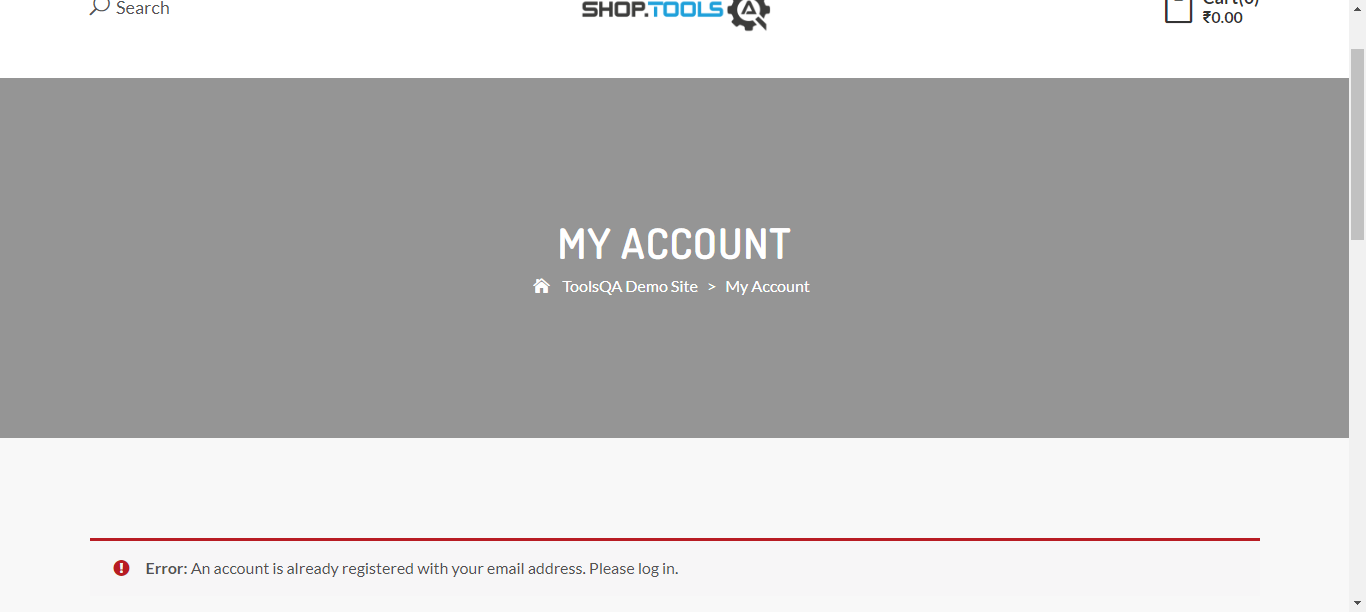 Search
SHOP.TOOLS
Cart(0)
₹0.00
MY ACCOUNT
ToolsQA Demo Site > My Account
Error: An account is already registered with your email address. Please log in.